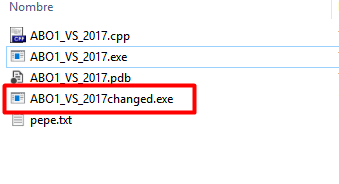 Nombre
ABO1_VS_2017.cpp
ABO1_VS_2017.exe
ABO1_VS_2017.pdb
ABO1_VS_2017changed.exe
pepe.txt